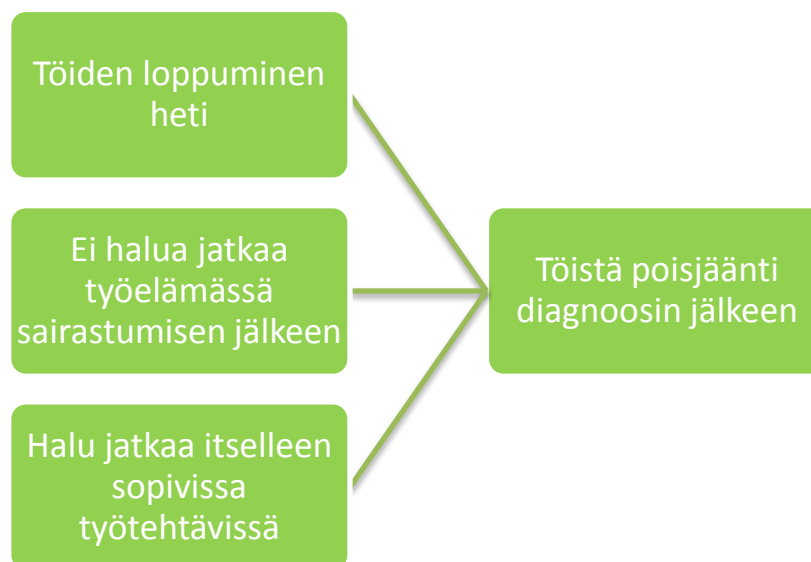 Töiden loppuminen
heti
Ei halua jatkaa
työelämässä
sairastumisen jälkeen
Halu jatkaa itselleen
sopivissa
työtehtävissä
Töistä poisjäänti
diagnoosin jälkeen